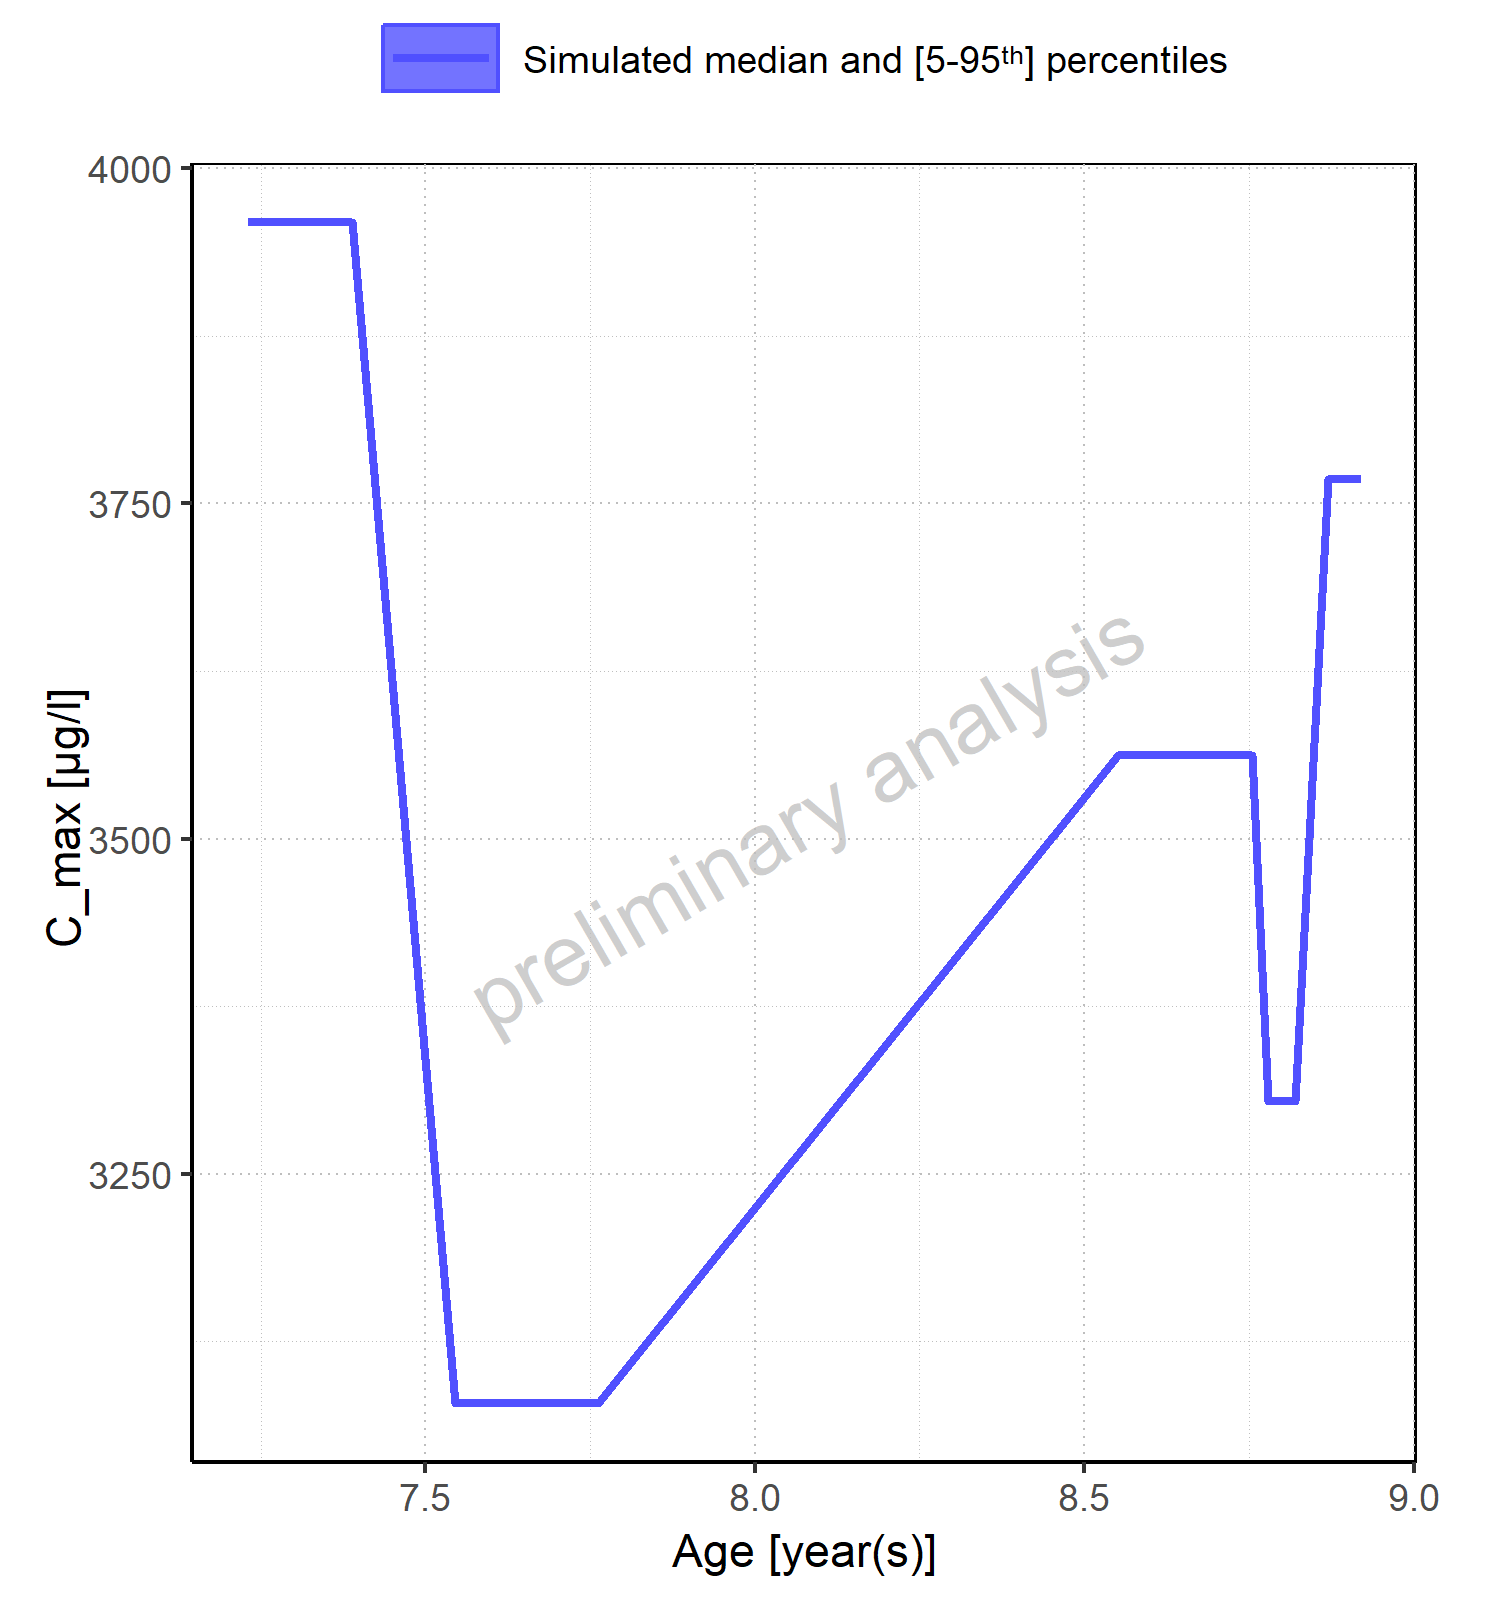 Simulated median and [5-95ᵗʰ] percentiles
4000
3750
3500
3250
C_max [µg/l]
preliminary analysis
7.5 8.0 8.5 9.0
Age [year(s)]